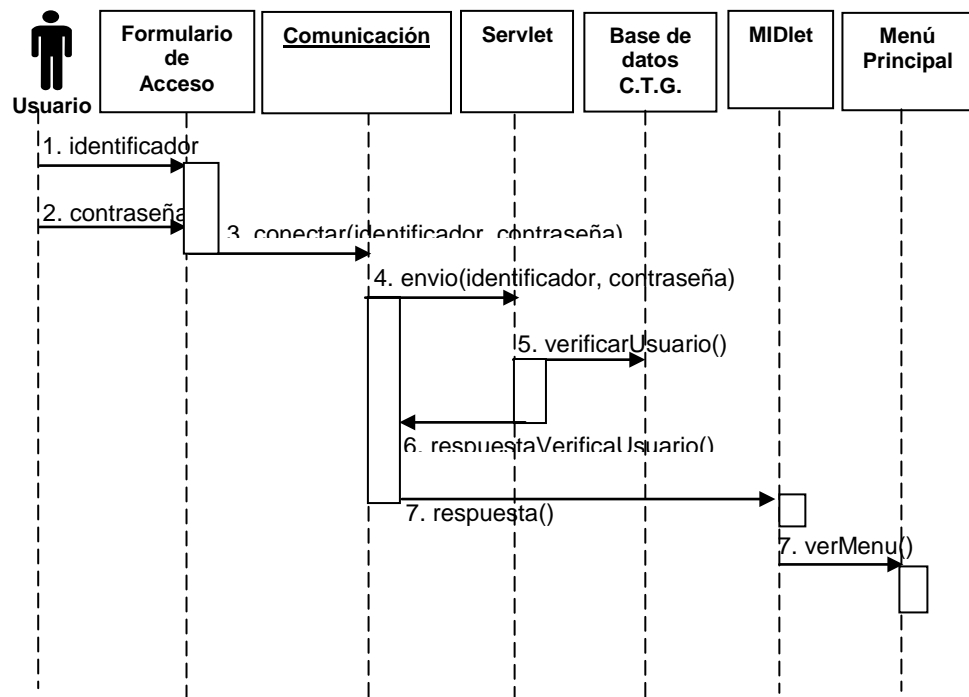 Usuario
Formulario
de
Acceso
Comunicación
Servlet
Base de
datos
C.T.G.
MIDlet
Menú
Principal
1. identificador
2. contraseña
3. conectar(identificador, contraseña)
4. envio(identificador, contraseña)
5. verificarUsuario()
6. respuestaVerificaUsuario()
7. respuesta()
7. verMenu()